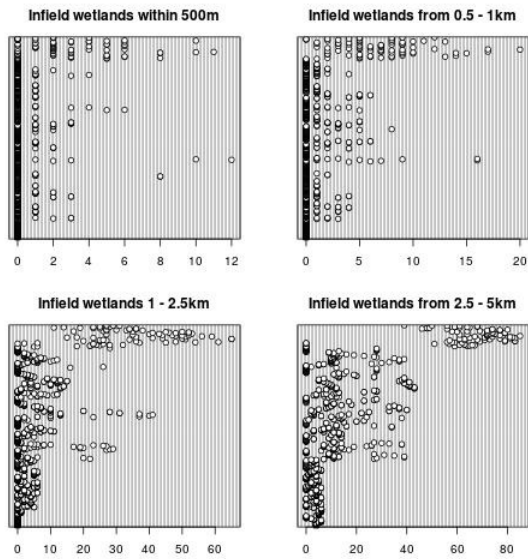 Infield wetlands within 500m
Infield wetlands from 0.5 - 1km
0 2 4 6 8 10 12
0 5 10 15 20
Infield wetlands 1 - 2.5km
Infield wetlands from 2.5 - 5km
0 10 20 30 40 50 60
0 20 40 60 80